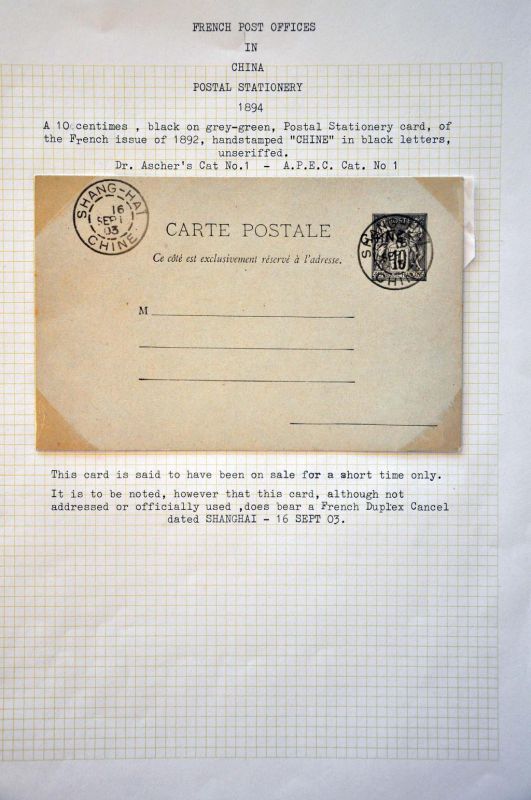 FRENCH POST OFFICES
IN
CHINA
POSTAL STATIONERY
1894
A 10 centimes , black on grey-green, Postal Stationery card, of
the French issue of 1892, handstamped "CHINE" in black letters,
unseriffed.
Dr. Ascher's Cat No.1 - A.P.E.C. Cat. No 1
SHANG-HAI
16
SEPT
03
CHINE
CARTE POSTALE
Ce côté est exclusivement réservé à l'adresse.
POSTE
10
CHINE
M
This card is said to have been on sale for a short time only.
It is to be noted, however that this card, although not
addressed or officially used ,does bear a French Duplex Cancel
dated SHANGHAI - 16 SEPT 03.